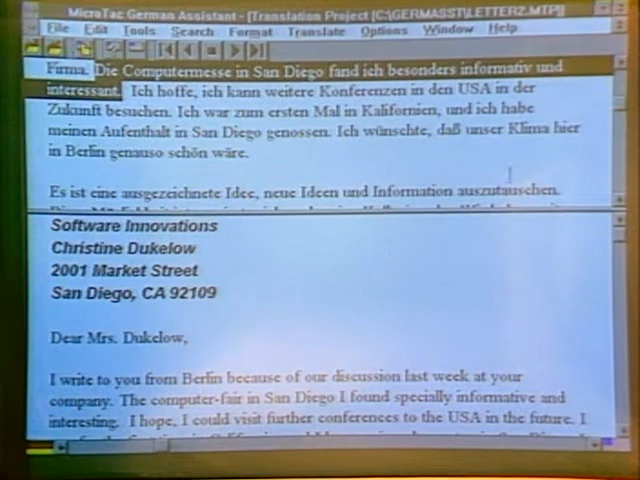 MicroTac German Assistant - [Translation Project [C:\GERMASST\LETTER2.MTP]]
File Edit Tools Search Format Translate Options Window Help
Firma. Die Computermesse in San Diego fand ich besonders informativ und
interessant. Ich hoffe, ich kann weitere Konferenzen in den USA in der
Zukunft besuchen. Ich war zum ersten Mal in Kalifornien, und ich habe
meinen Aufenthalt in San Diego genossen. Ich wünschte, daß unser Klima hier
in Berlin genauso schön wäre.
Es ist eine ausgezeichnete Idee, neue Ideen und Information auszutauschen.
Software Innovations
Christine Dukelow
2001 Market Street
San Diego, CA 92109
Dear Mrs. Dukelow,
I write to you from Berlin because of our discussion last week at your
company. The computer-fair in San Diego I found specially informative and
interesting. I hope, I could visit further conferences to the USA in the future. I